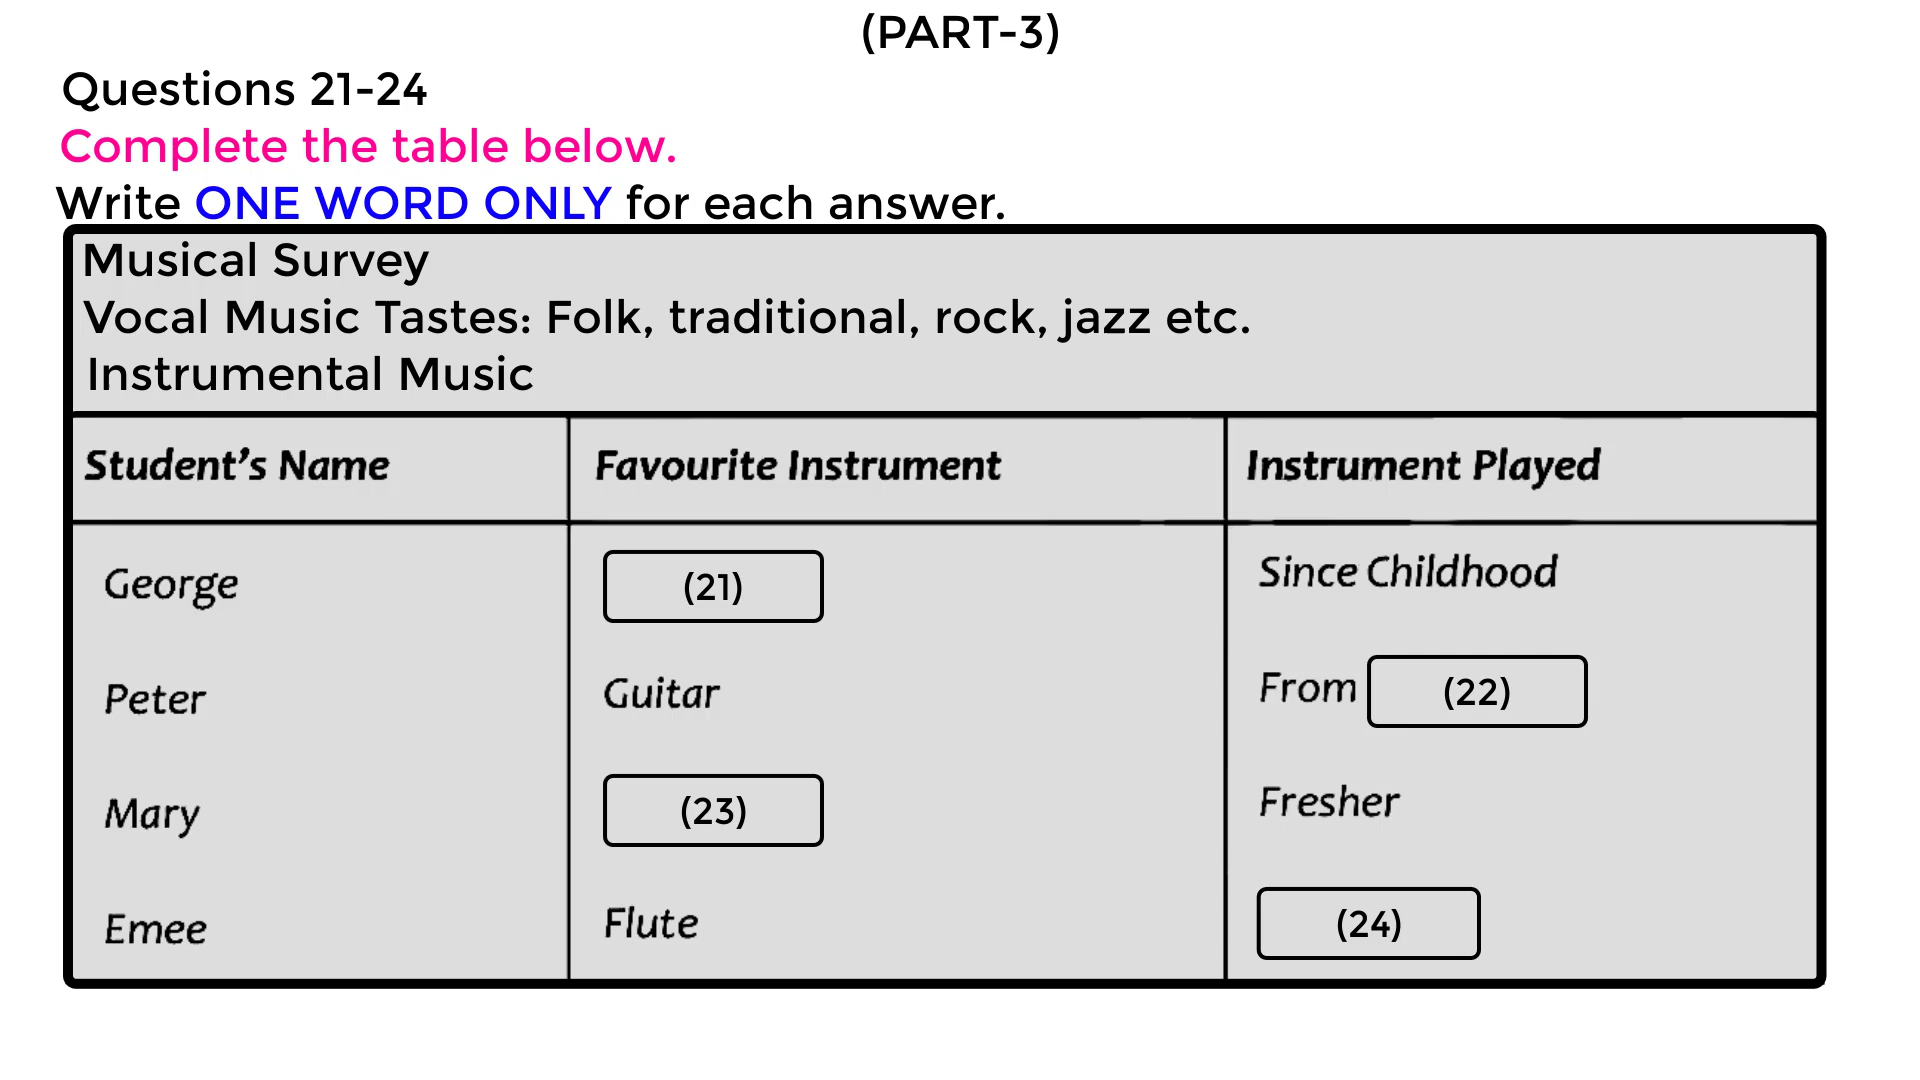 (PART-3)
Questions 21-24
Complete the table below.
Write ONE WORD ONLY for each answer.
Musical Survey
Vocal Music Tastes: Folk, traditional, rock, jazz etc.
Instrumental Music
Student's Name Favourite Instrument Instrument Played
George (21) Since Childhood
Peter Guitar From (22)
Mary (23) Fresher
Emee Flute (24)